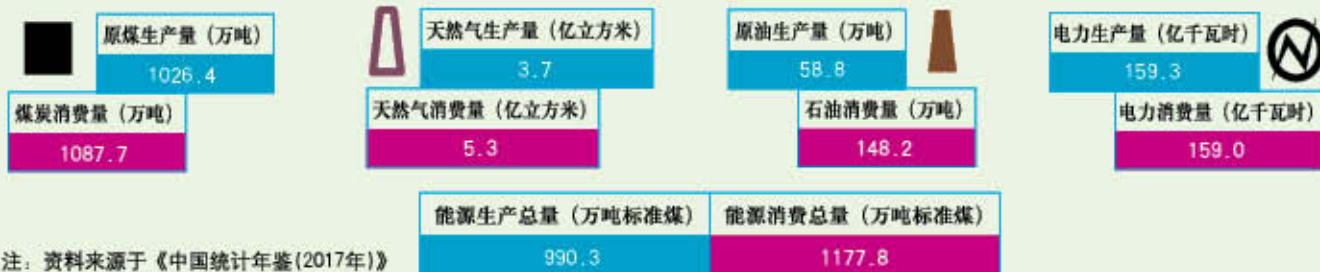 原煤生产量（万吨）
1026.4
煤炭消费量（万吨）
1087.7
天然气生产量（亿立方米）
3.7
天然气消费量（亿立方米）
5.3
原油生产量（万吨）
58.8
石油消费量（万吨）
148.2
电力生产量（亿千瓦时）
159.3
电力消费量（亿千瓦时）
159.0
能源生产总量（万吨标准煤）
990.3
能源消费总量（万吨标准煤）
1177.8
注：资料来源于《中国统计年鉴(2017年)》